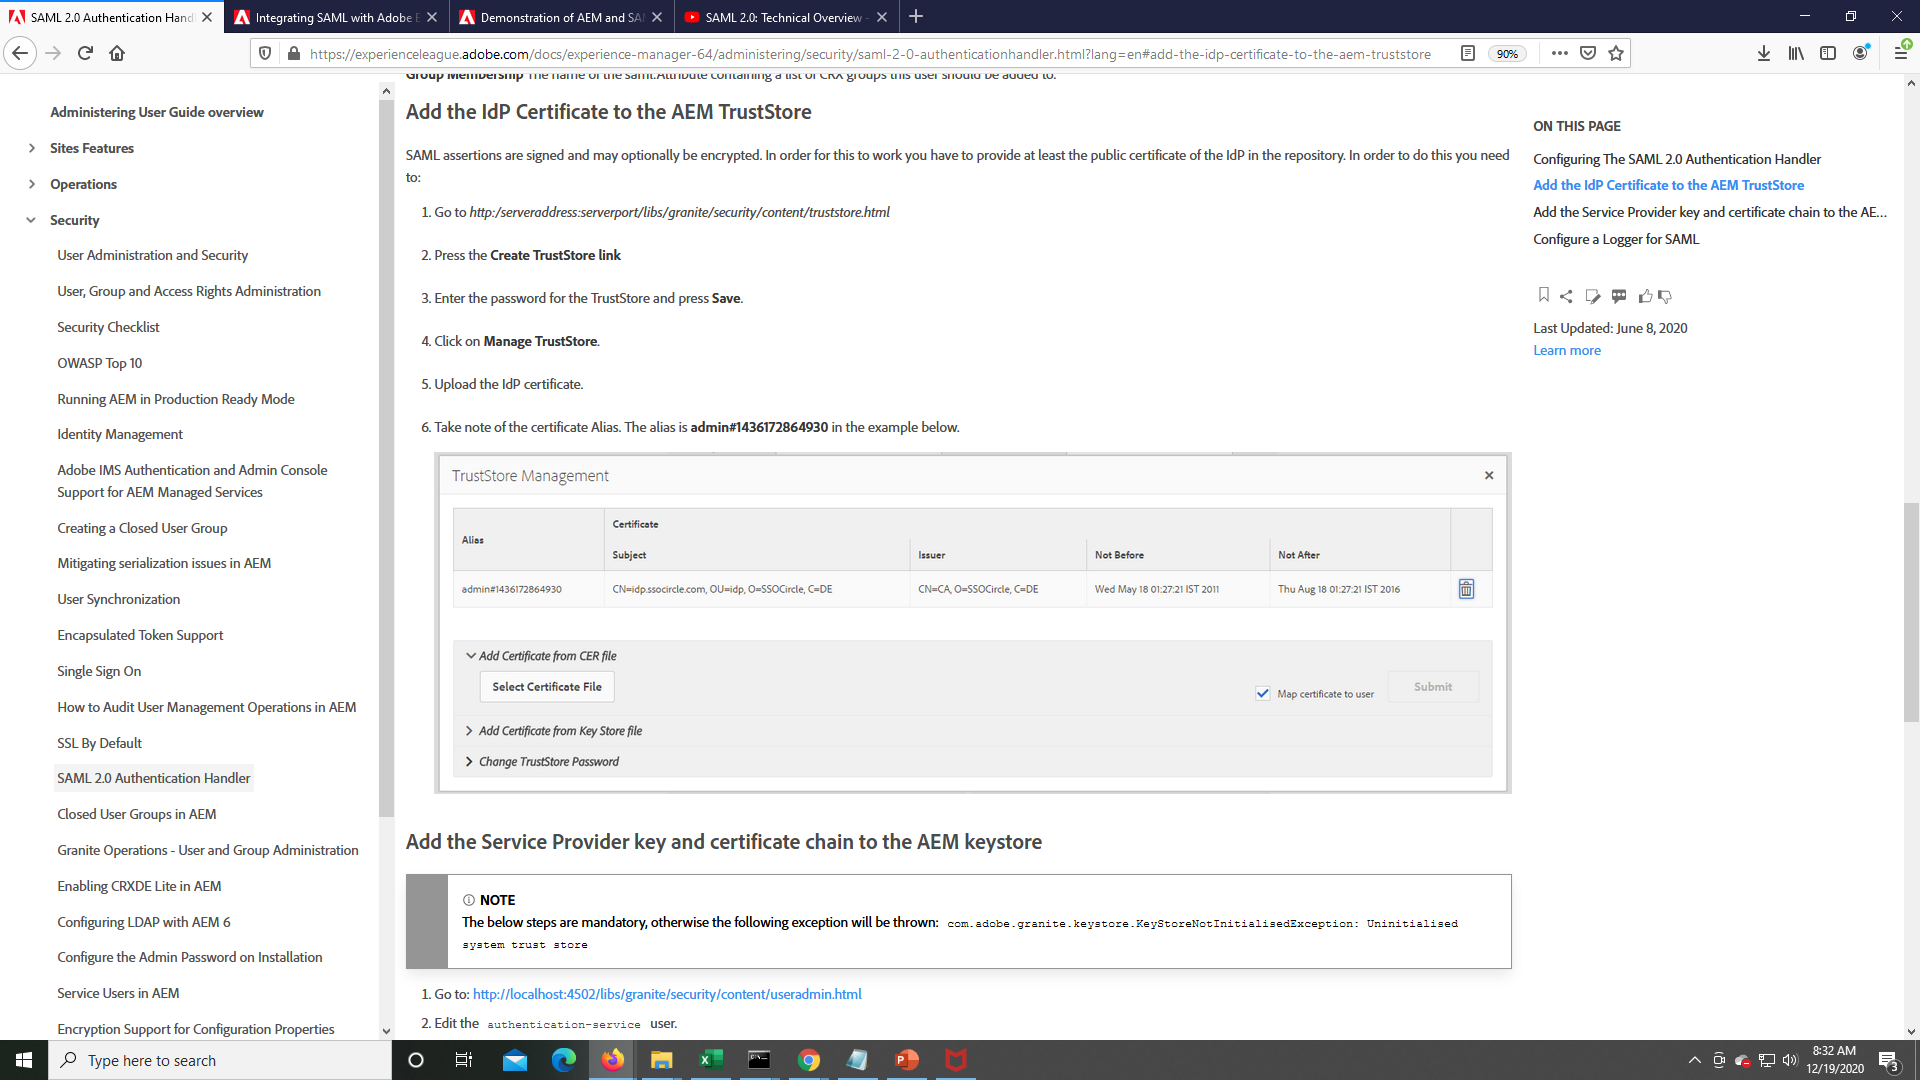 SAML 2.0 Authentication Handl
Integrating SAML with Adobe E
Demonstration of AEM and SAM
SAML 2.0: Technical Overview -
https://experienceleague.adobe.com/docs/experience-manager-64/administering/security/saml-2-0-authenticationhandler.html?lang=en#add-the-idp-certificate-to-the-aem-truststore
90%
Administering User Guide overview
Sites Features
Operations
Security
User Administration and Security
User, Group and Access Rights Administration
Security Checklist
OWASP Top 10
Running AEM in Production Ready Mode
Identity Management
Adobe IMS Authentication and Admin Console
Support for AEM Managed Services
Creating a Closed User Group
Mitigating serialization issues in AEM
User Synchronization
Encapsulated Token Support
Single Sign On
How to Audit User Management Operations in AEM
SSL By Default
SAML 2.0 Authentication Handler
Closed User Groups in AEM
Granite Operations - User and Group Administration
Enabling CRXDE Lite in AEM
Configuring LDAP with AEM 6
Configure the Admin Password on Installation
Service Users in AEM
Encryption Support for Configuration Properties
Group Membership The name of the saml:Attribute containing a list of CRX groups this user should be added to.
Add the IdP Certificate to the AEM TrustStore
SAML assertions are signed and may optionally be encrypted. In order for this to work you have to provide at least the public certificate of the IdP in the repository. In order to do this you need
to:
1. Go to http:/serveraddress:serverport/libs/granite/security/content/truststore.html
2. Press the Create TrustStore link
3. Enter the password for the TrustStore and press Save.
4. Click on Manage TrustStore.
5. Upload the IdP certificate.
6. Take note of the certificate Alias. The alias is admin#1436172864930 in the example below.
TrustStore Management
Alias
Certificate
Subject Issuer Not Before Not After
admin#1436172864930 CN=idp.ssocircle.com, OU=idp, O=SSOCircle, C=DE CN=CA, O=SSOCircle, C=DE Wed May 18 01:27:21 IST 2011 Thu Aug 18 01:27:21 IST 2016
Add Certificate from CER file
Select Certificate File
Map certificate to user
Submit
Add Certificate from Key Store file
Change TrustStore Password
Add the Service Provider key and certificate chain to the AEM keystore
NOTE
The below steps are mandatory, otherwise the following exception will be thrown: com.adobe.granite.keystore.KeyStoreNotInitialisedException: Uninitialised
system trust store
1. Go to: http://localhost:4502/libs/granite/security/content/useradmin.html
2. Edit the authentication-service user.
ON THIS PAGE
Configuring The SAML 2.0 Authentication Handler
Add the IdP Certificate to the AEM TrustStore
Add the Service Provider key and certificate chain to the AE...
Configure a Logger for SAML
Last Updated: June 8, 2020
Learn more
Type here to search
8:32 AM
12/19/2020
3